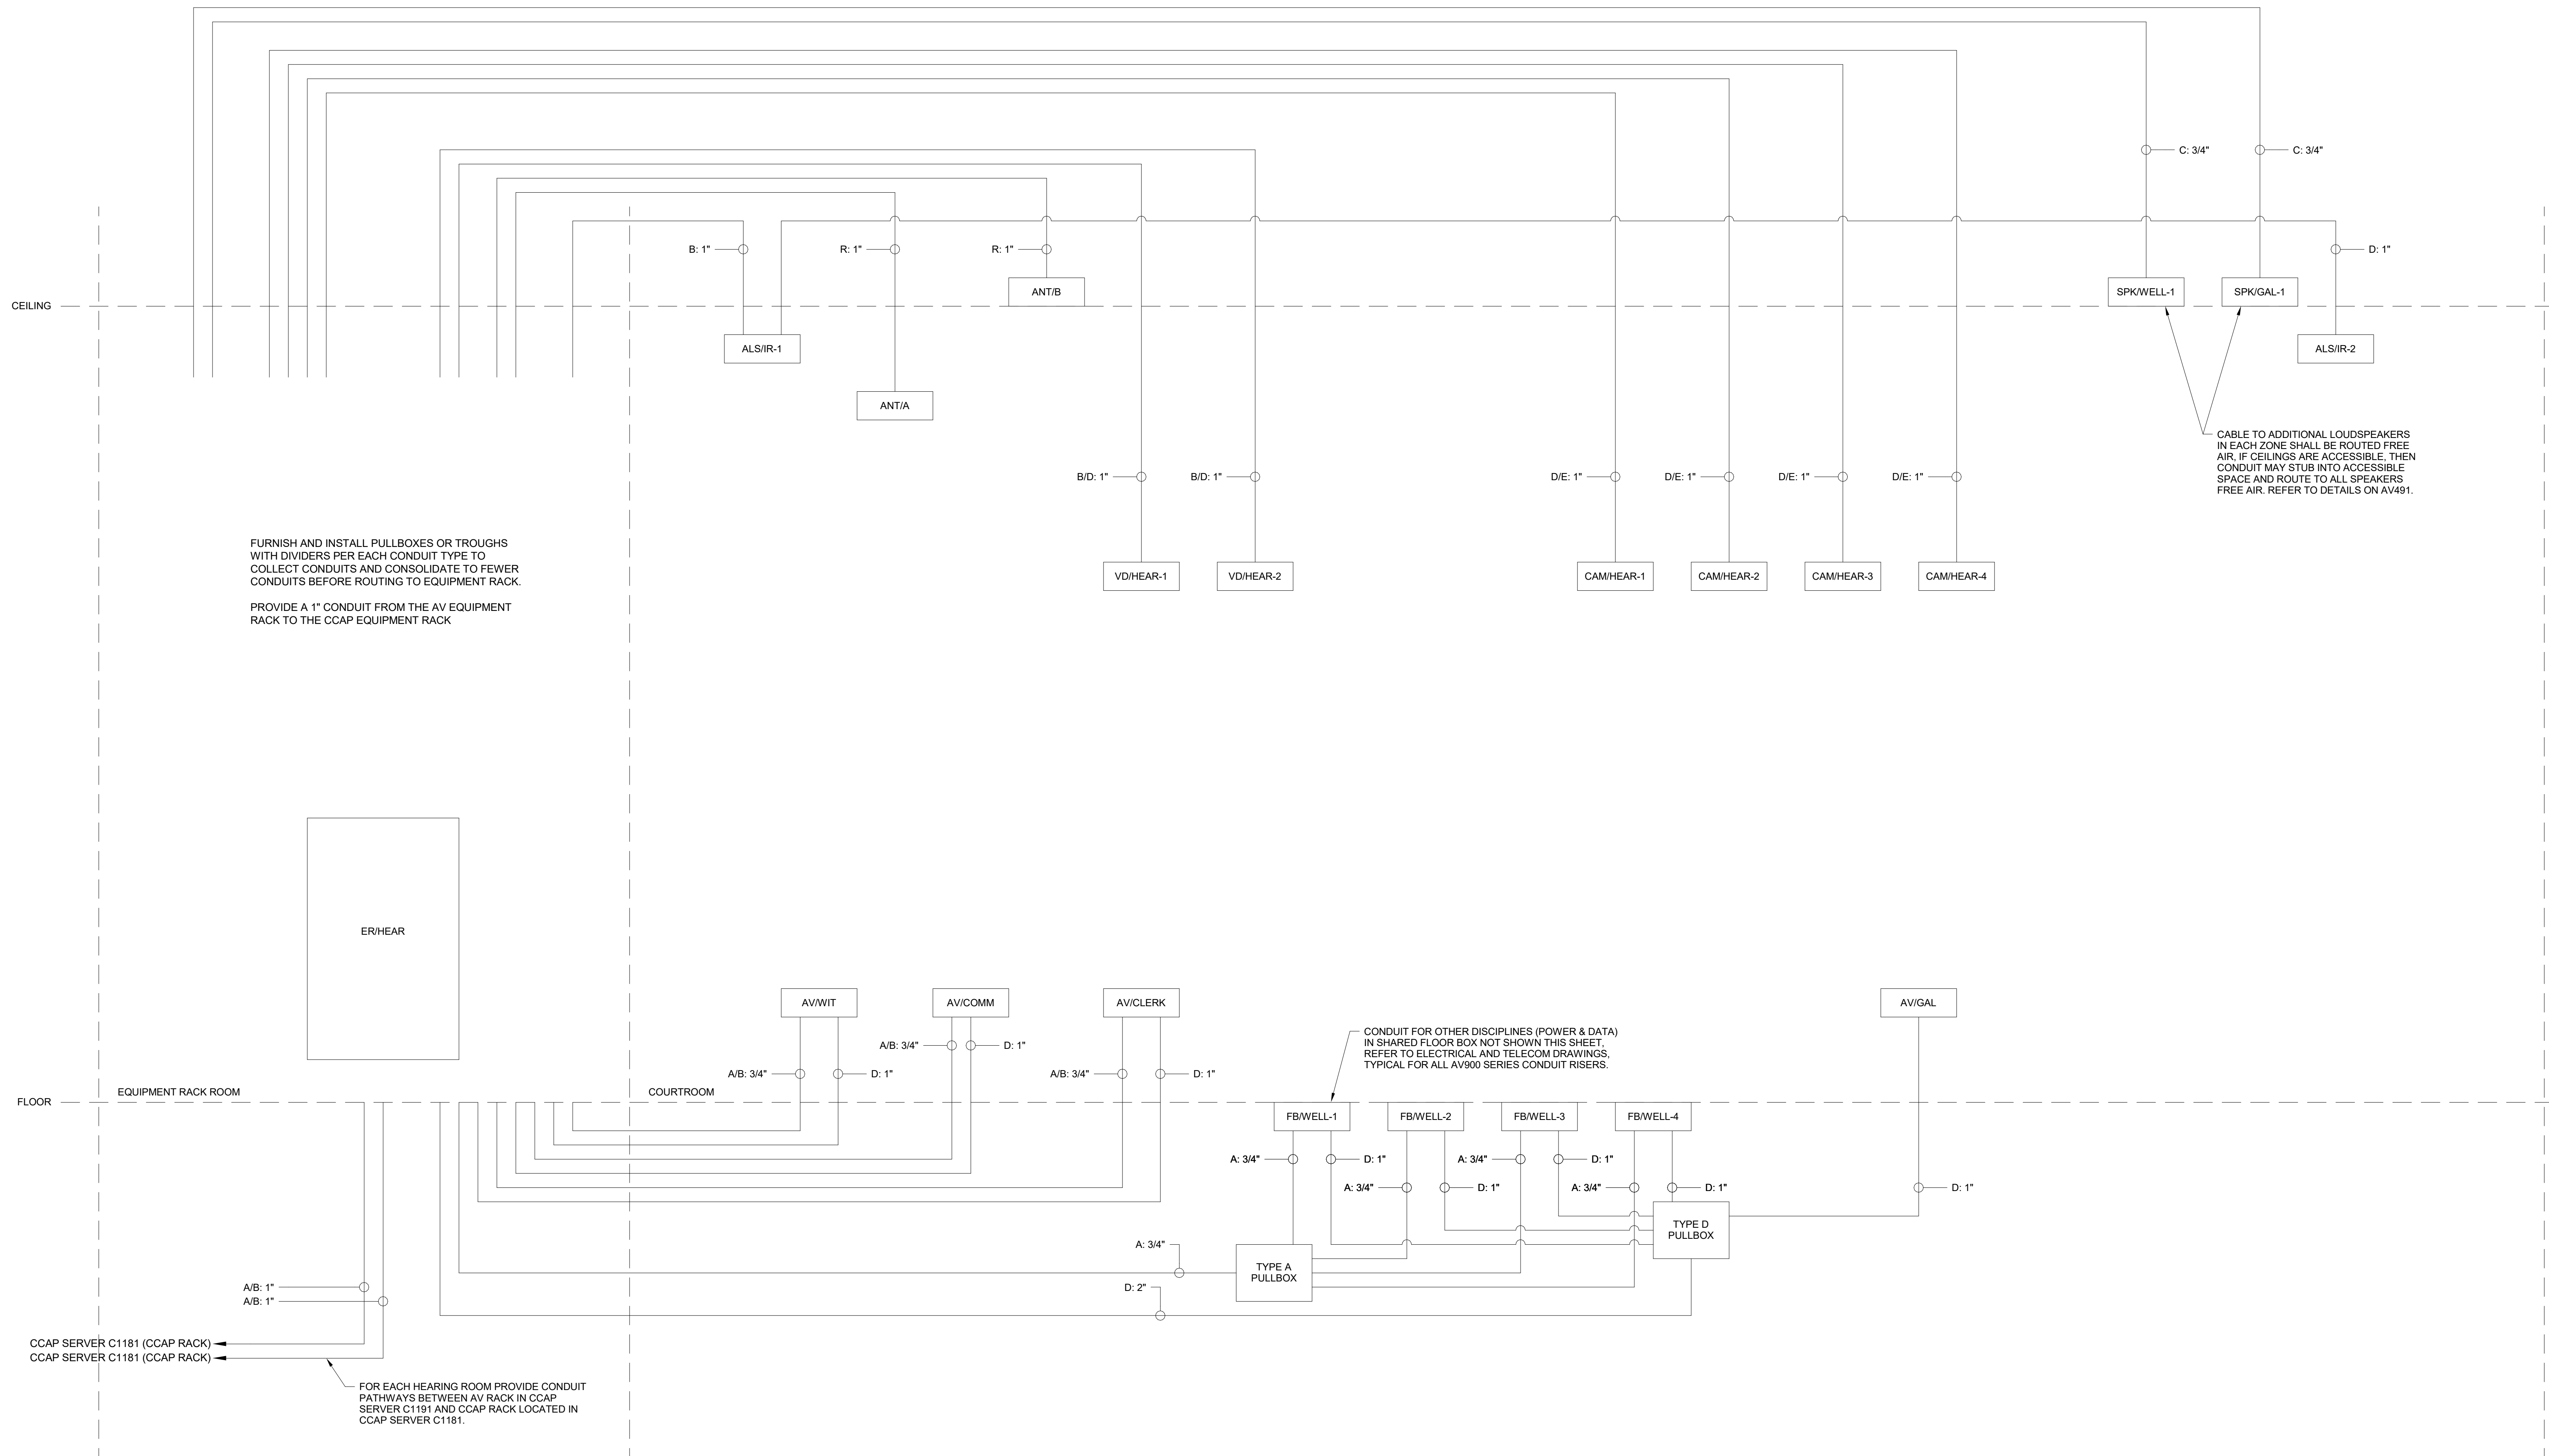 C: 3/4"
C: 3/4"
B: 1"
R: 1"
R: 1"
D: 1"
ANT/B
SPK/WELL-1
SPK/GAL-1
CEILING
ALS/IR-1
ALS/IR-2
ANT/A
CABLE TO ADDITIONAL LOUDSPEAKERS
IN EACH ZONE SHALL BE ROUTED FREE
AIR, IF CEILINGS ARE ACCESSIBLE, THEN
CONDUIT MAY STUB INTO ACCESSIBLE
SPACE AND ROUTE TO ALL SPEAKERS
FREE AIR. REFER TO DETAILS ON AV491.
B/D: 1"
B/D: 1"
D/E: 1"
D/E: 1"
D/E: 1"
D/E: 1"
FURNISH AND INSTALL PULLBOXES OR TROUGHS
WITH DIVIDERS PER EACH CONDUIT TYPE TO
COLLECT CONDUITS AND CONSOLIDATE TO FEWER
CONDUITS BEFORE ROUTING TO EQUIPMENT RACK.
PROVIDE A 1" CONDUIT FROM THE AV EQUIPMENT
RACK TO THE CCAP EQUIPMENT RACK
VD/HEAR-1
VD/HEAR-2
CAM/HEAR-1
CAM/HEAR-2
CAM/HEAR-3
CAM/HEAR-4
ER/HEAR
AV/WIT
AV/COMM
AV/CLERK
AV/GAL
A/B: 3/4"
D: 1"
A/B: 3/4"
D: 1"
A/B: 3/4"
D: 1"
CONDUIT FOR OTHER DISCIPLINES (POWER & DATA)
IN SHARED FLOOR BOX NOT SHOWN THIS SHEET,
REFER TO ELECTRICAL AND TELECOM DRAWINGS,
TYPICAL FOR ALL AV900 SERIES CONDUIT RISERS.
EQUIPMENT RACK ROOM
COURTROOM
FLOOR
FB/WELL-1
FB/WELL-2
FB/WELL-3
FB/WELL-4
A: 3/4"
D: 1"
A: 3/4"
D: 1"
A: 3/4"
D: 1"
A: 3/4"
D: 1"
D: 1"
TYPE D
PULLBOX
A: 3/4"
TYPE A
PULLBOX
D: 2"
A/B: 1"
A/B: 1"
CCAP SERVER C1181 (CCAP RACK)
CCAP SERVER C1181 (CCAP RACK)
FOR EACH HEARING ROOM PROVIDE CONDUIT
PATHWAYS BETWEEN AV RACK IN CCAP
SERVER C1191 AND CCAP RACK LOCATED IN
CCAP SERVER C1181.